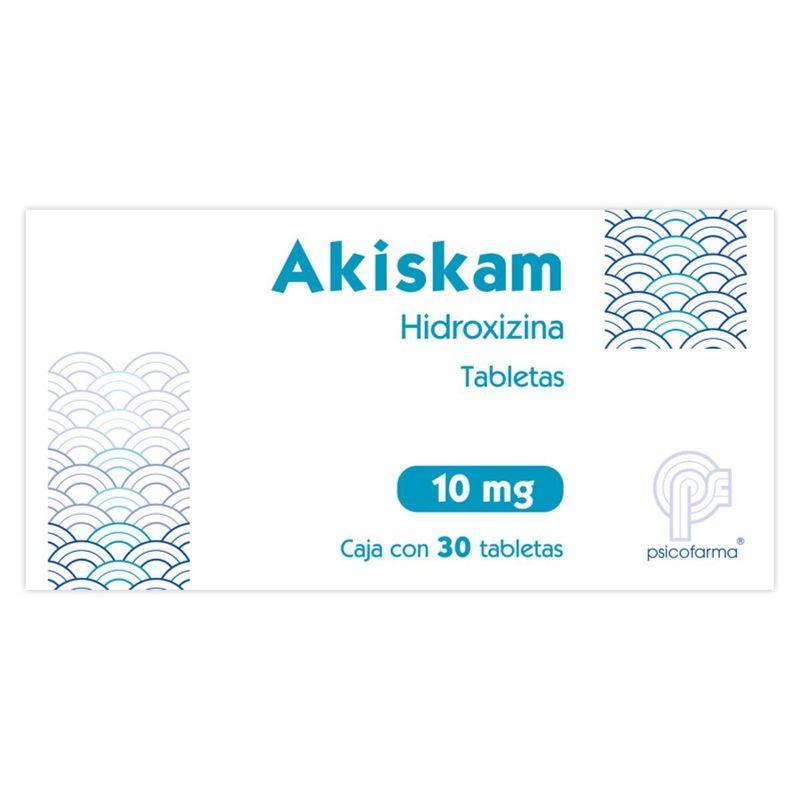 Akiskam
Hidroxizina
Tabletas
10 mg
Caja con 30 tabletas
psicofarma®